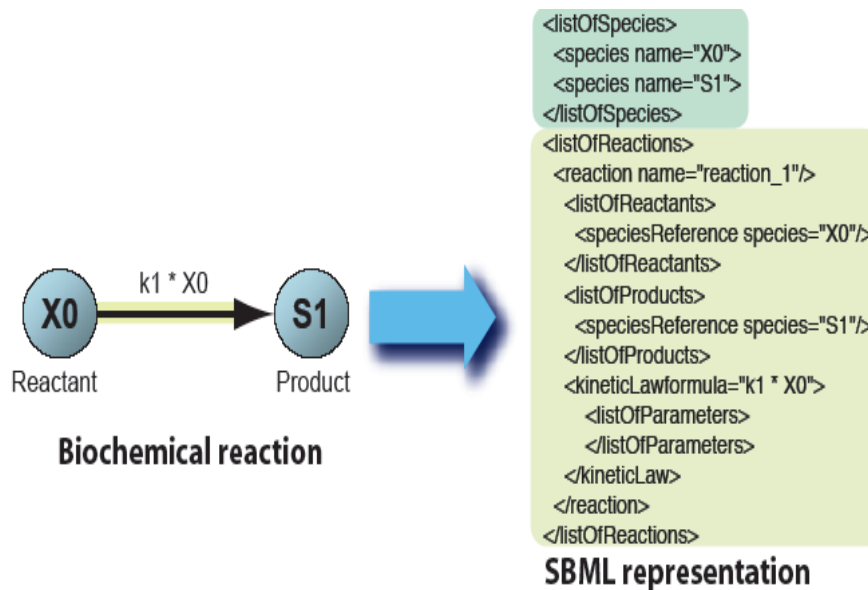 k1 * X0
X0
S1
Reactant
Product
Biochemical reaction
<listOfSpecies>
<species name="X0">
<species name="S1">
</listOfSpecies>
<listOfReactions>
<reaction name="reaction_1"/>
<listOfReactants>
<speciesReference species="X0"/>
</listOfReactants>
<listOfProducts>
<speciesReference species="S1"/>
</listOfProducts>
<kineticLawformula="k1 * X0">
<listOfParameters>
</listOfParameters>
</kineticLaw>
</reaction>
</listOfReactions>
SBML representation